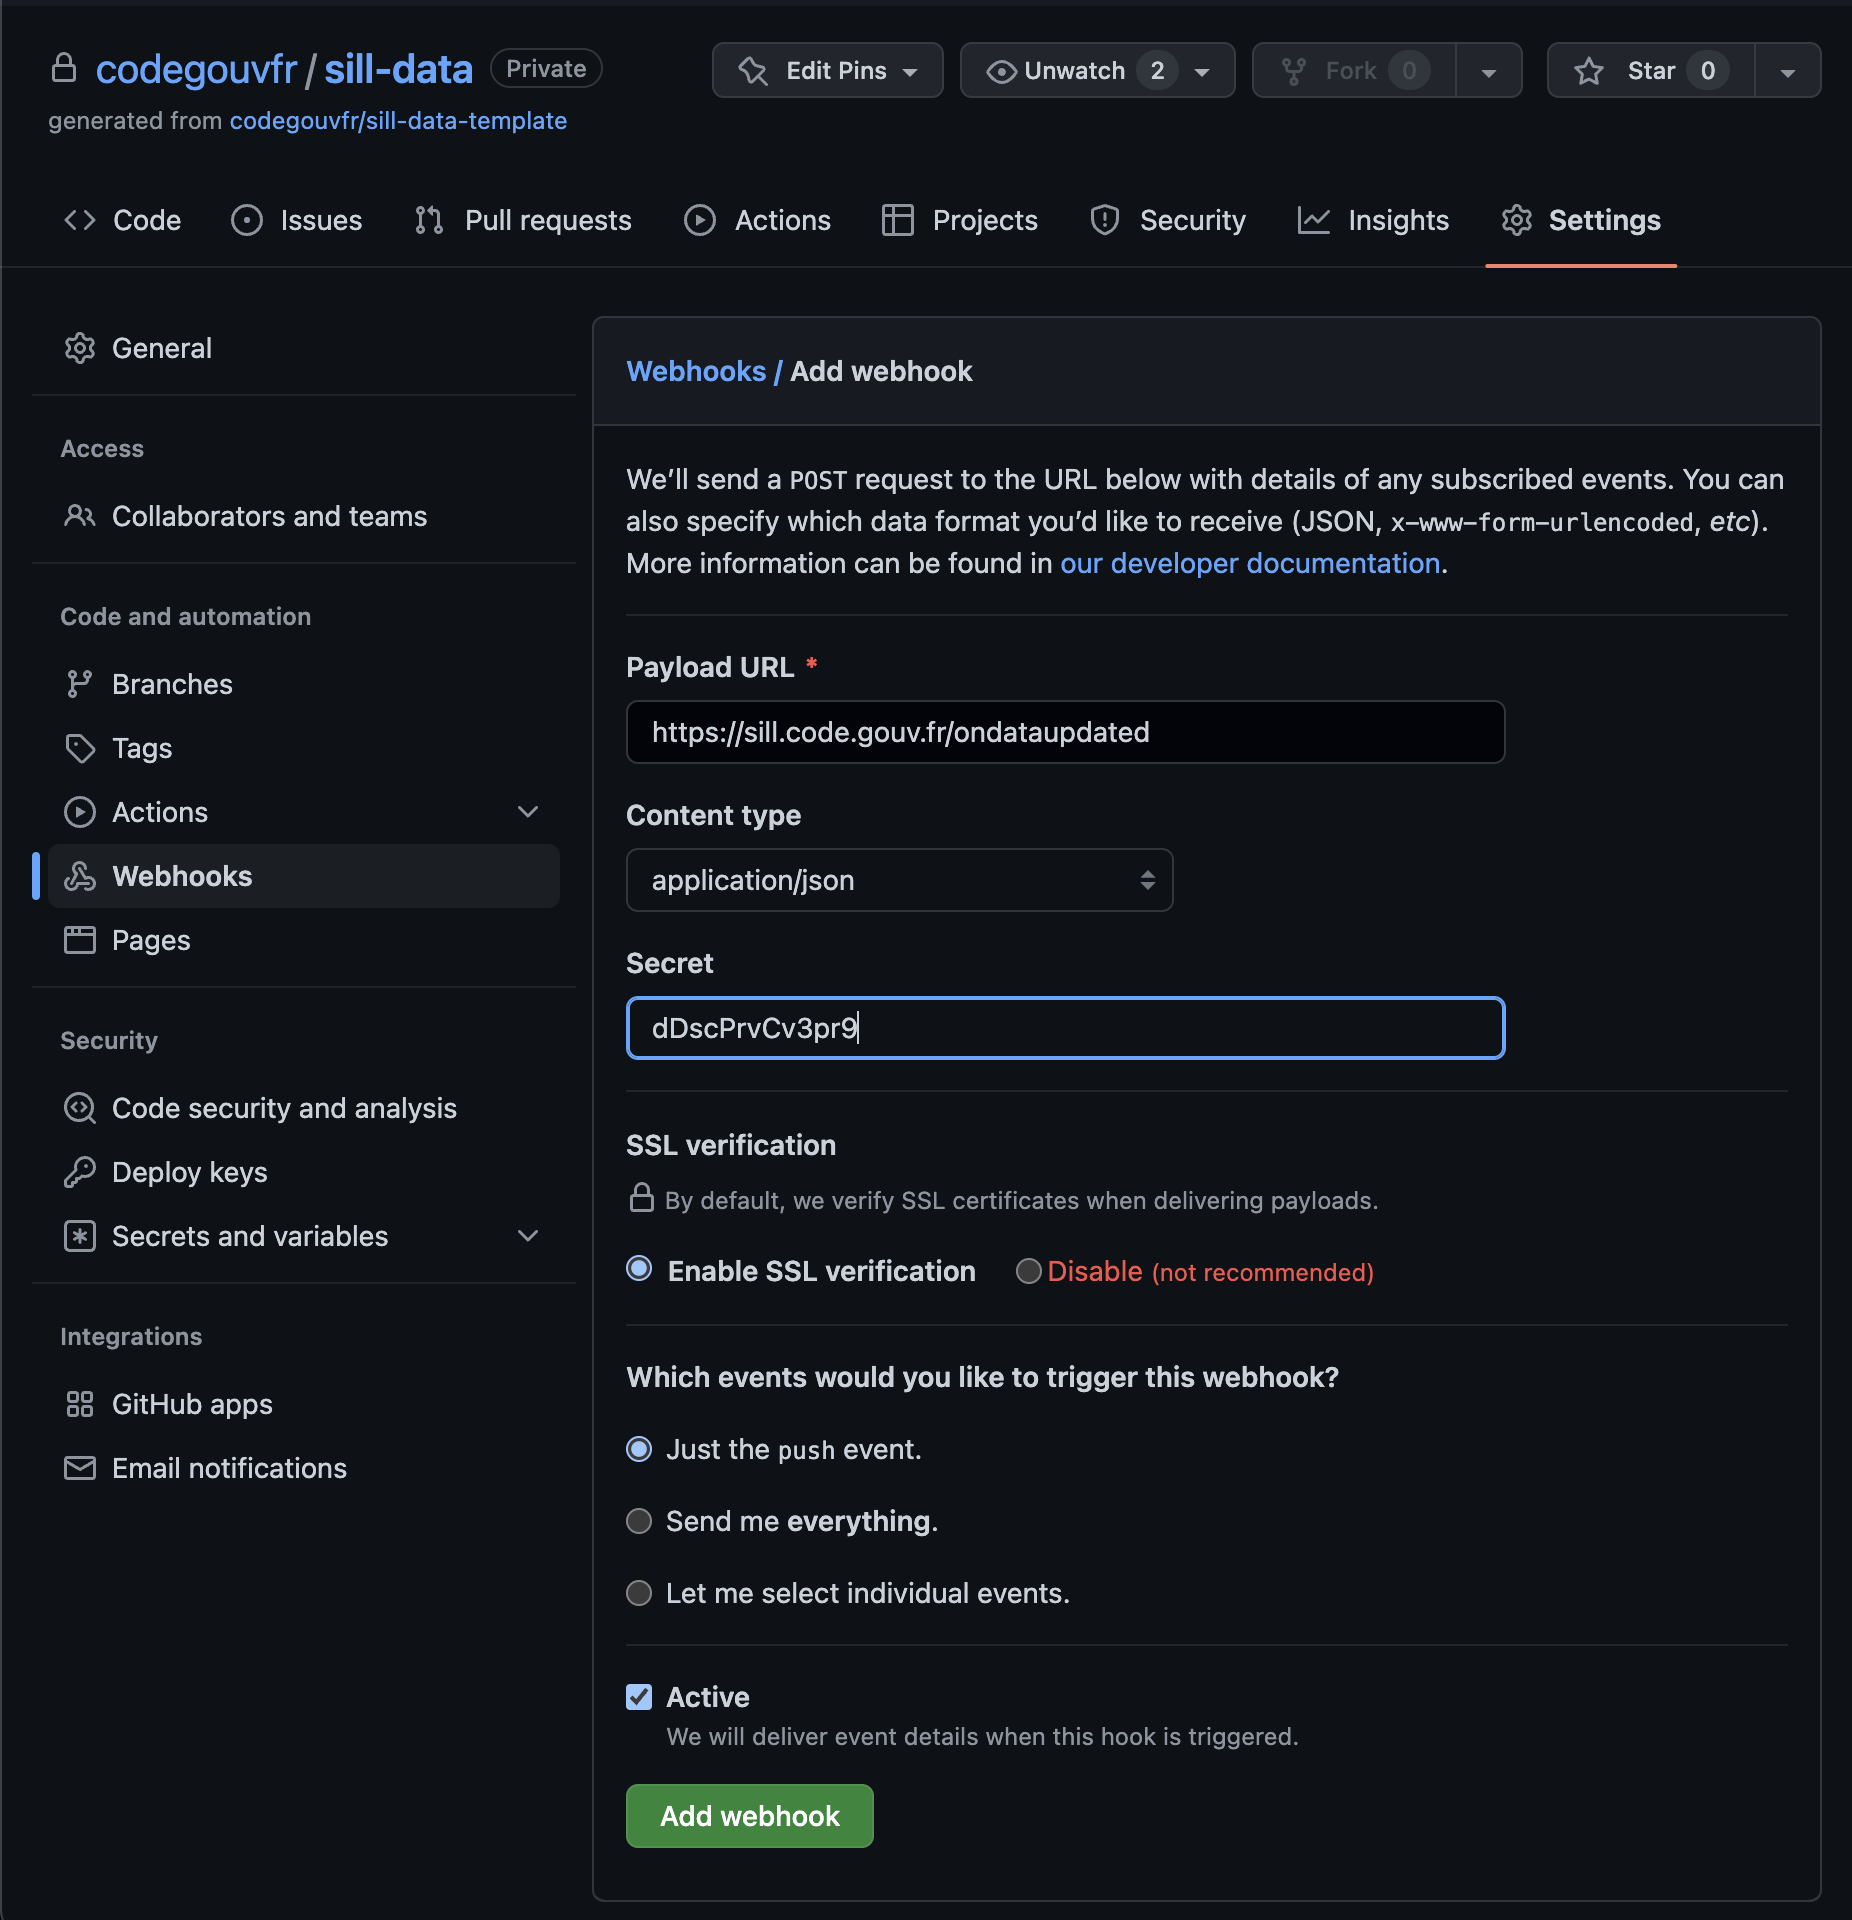 codegouvfr / sill-data Private
Edit Pins Unwatch 2 Fork 0 Star 0
generated from codegouvfr/sill-data-template
Code Issues Pull requests Actions Projects Security Insights Settings
General
Access
Collaborators and teams
Code and automation
Branches
Tags
Actions
Webhooks
Pages
Security
Code security and analysis
Deploy keys
Secrets and variables
Integrations
GitHub apps
Email notifications
Webhooks / Add webhook
We’ll send a POST request to the URL below with details of any subscribed events. You can
also specify which data format you’d like to receive (JSON, x-www-form-urlencoded, etc).
More information can be found in our developer documentation.
Payload URL *
https://sill.code.gouv.fr/ondataupdated
Content type
application/json
Secret
dDscPrvCv3pr9
SSL verification
By default, we verify SSL certificates when delivering payloads.
Enable SSL verification Disable (not recommended)
Which events would you like to trigger this webhook?
Just the push event.
Send me everything.
Let me select individual events.
Active
We will deliver event details when this hook is triggered.
Add webhook